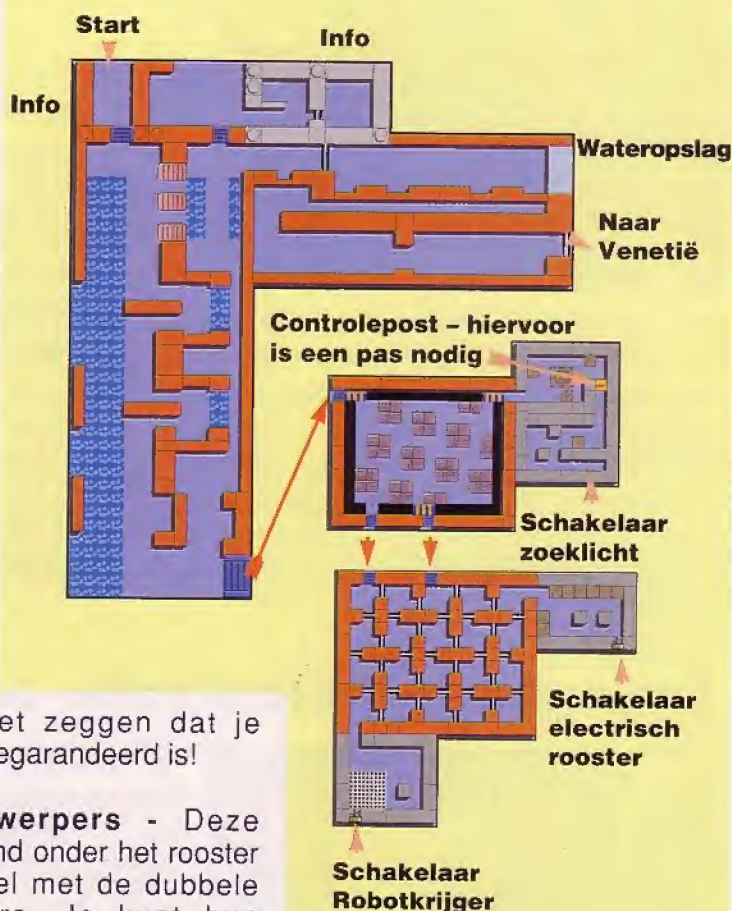 Start
Info
Info
Wateropslag
Naar
Venetië
Controlepost – hiervoor
is een pas nodig
Schakelaar
zoeklicht
Schakelaar
electrisch
rooster
et zeggen dat je
egarandeerd is!
werpers - Deze
nd onder het rooster
el met de dubbele
Schakelaar
Robotkrijger